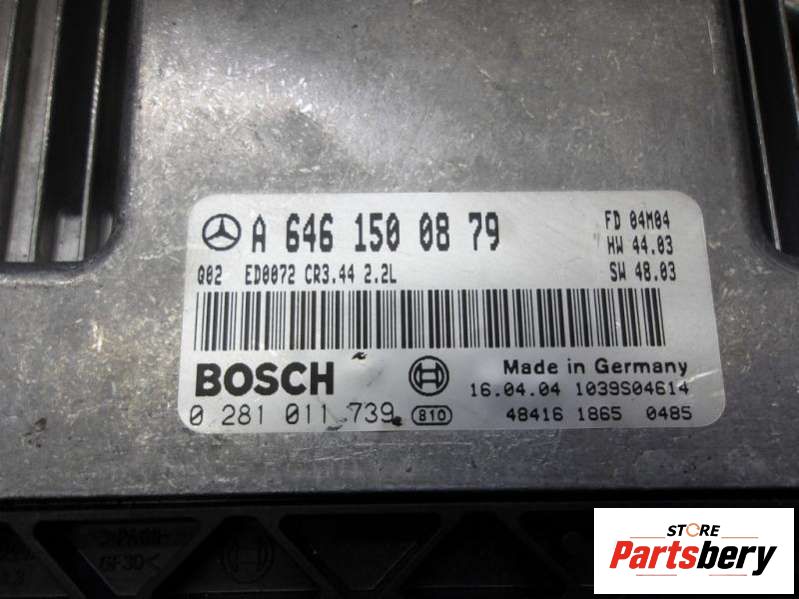 A 646 150 08 79
FD 04M04
HW 44.03
Q02 ED0072 CR3.44 2.2L
SW 48.03
BOSCH
Made in Germany
16.04.04 1039S04614
0 281 011 739 810
48416 1865 0485
GF30<
STORE
Partsbery